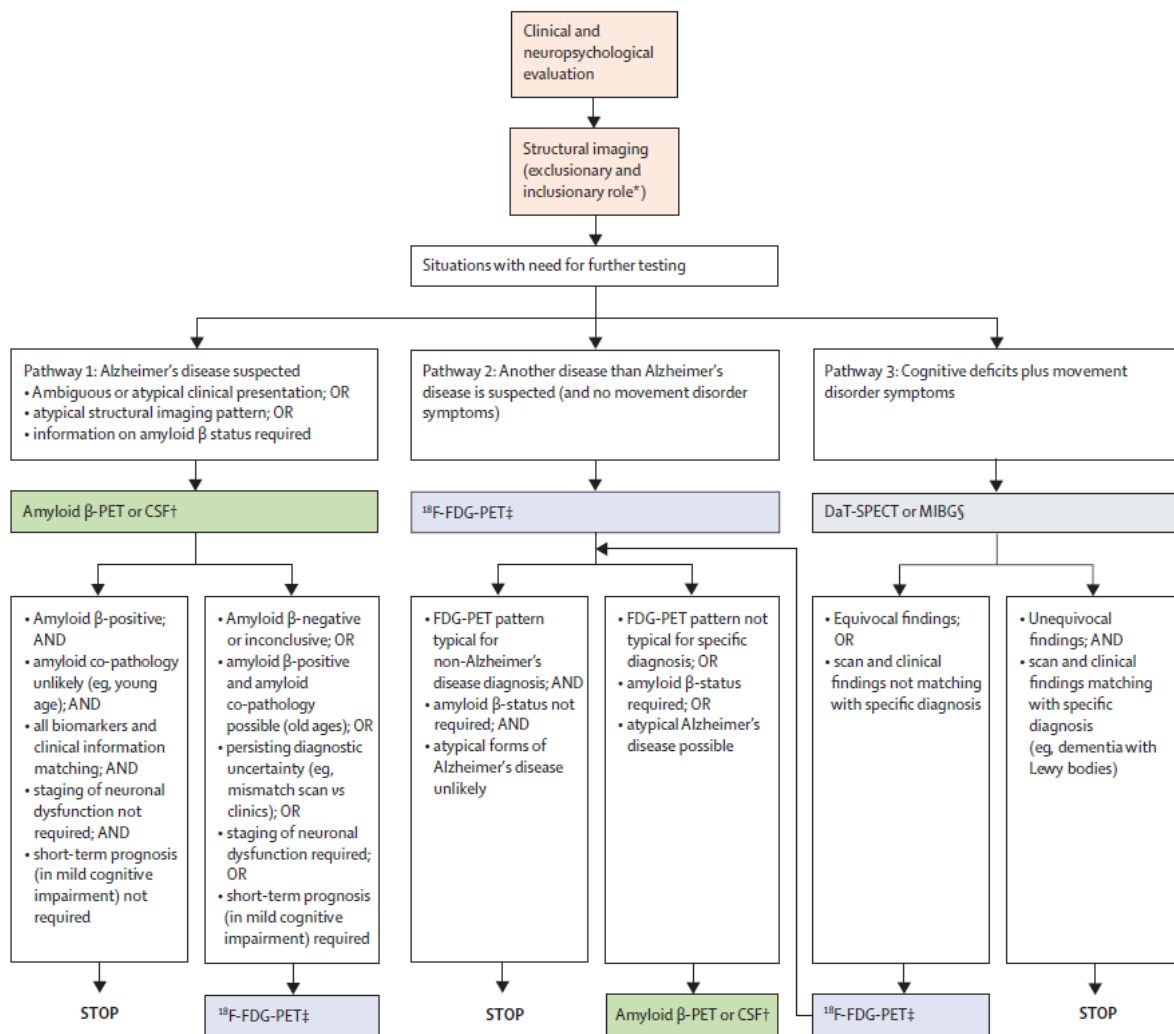 Clinical and
neuropsychological
evaluation
Structural imaging
(exclusionary and
inclusionary role*)
Situations with need for further testing
Pathway 1: Alzheimer's disease suspected
• Ambiguous or atypical clinical presentation; OR
• atypical structural imaging pattern; OR
• information on amyloid β status required
Pathway 2: Another disease than Alzheimer's
disease is suspected (and no movement disorder
symptoms)
Pathway 3: Cognitive deficits plus movement
disorder symptoms
Amyloid β-PET or CSF†
¹⁸F-FDG-PET‡
DaT-SPECT or MIBG§
• Amyloid β-positive;
AND
• amyloid co-pathology
unlikely (eg, young
age); AND
• all biomarkers and
clinical information
matching; AND
• staging of neuronal
dysfunction not
required; AND
• short-term prognosis
(in mild cognitive
impairment) not
required
• Amyloid β-negative
or inconclusive; OR
• amyloid β-positive
and amyloid
co-pathology
possible (old ages); OR
• persisting diagnostic
uncertainty (eg,
mismatch scan vs
clinics); OR
• staging of neuronal
dysfunction required;
OR
• short-term prognosis
(in mild cognitive
impairment) required
• FDG-PET pattern
typical for
non-Alzheimer's
disease diagnosis; AND
• amyloid β-status not
required; AND
• atypical forms of
Alzheimer's disease
unlikely
• FDG-PET pattern not
typical for specific
diagnosis; OR
• amyloid β-status
required; OR
• atypical Alzheimer's
disease possible
• Equivocal findings;
OR
• scan and clinical
findings not matching
with specific diagnosis
• Unequivocal
findings; AND
• scan and clinical
findings matching
with specific
diagnosis
(eg, dementia with
Lewy bodies)
STOP
¹⁸F-FDG-PET‡
STOP
Amyloid β-PET or CSF†
¹⁸F-FDG-PET‡
STOP